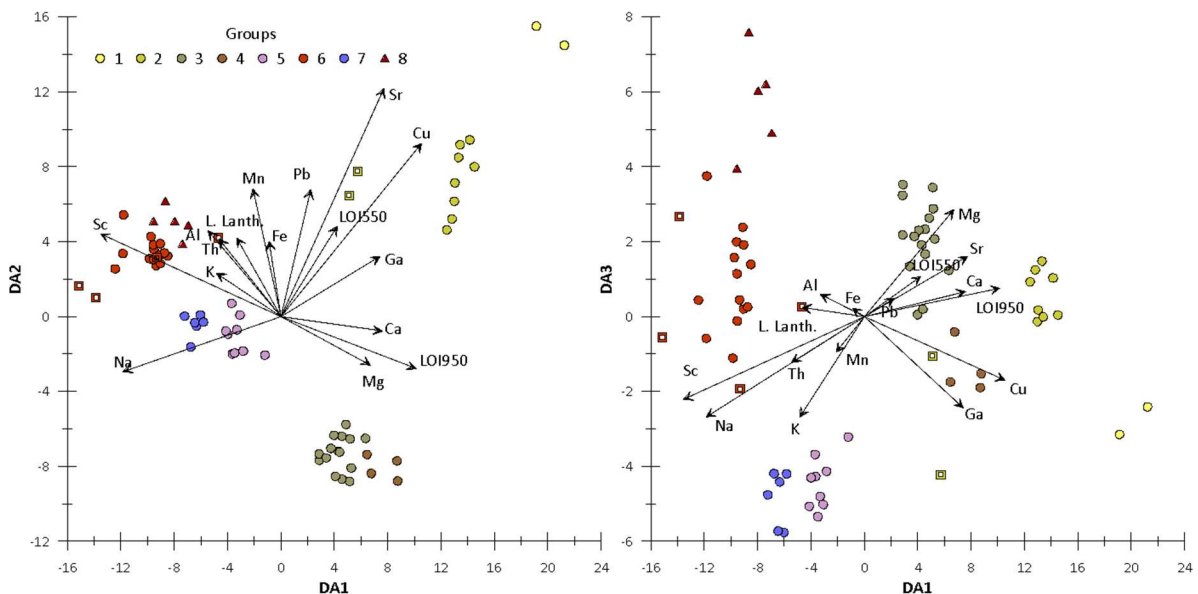 16
Groups
1 2 3 4 5 6 7 8
12
Sr
Cu
8
Mn
Pb
LOI550
Sc
L. Lanth.
Al
4
Th
Fe
K
Ga
DA2
0
Ca
LOI950
Na
Mg
-4
-8
-12
-16 -12 -8 -4 0 4 8 12 16 20 24
DA1
8
6
4
Mg
2
Sr
LOI550
Ca
Al
Fe
LOI950
Pb
DA3
0
L. Lanth.
Mn
Th
Sc
Cu
-2
Ga
Na
K
-4
-6
-16 -12 -8 -4 0 4 8 12 16 20 24
DA1